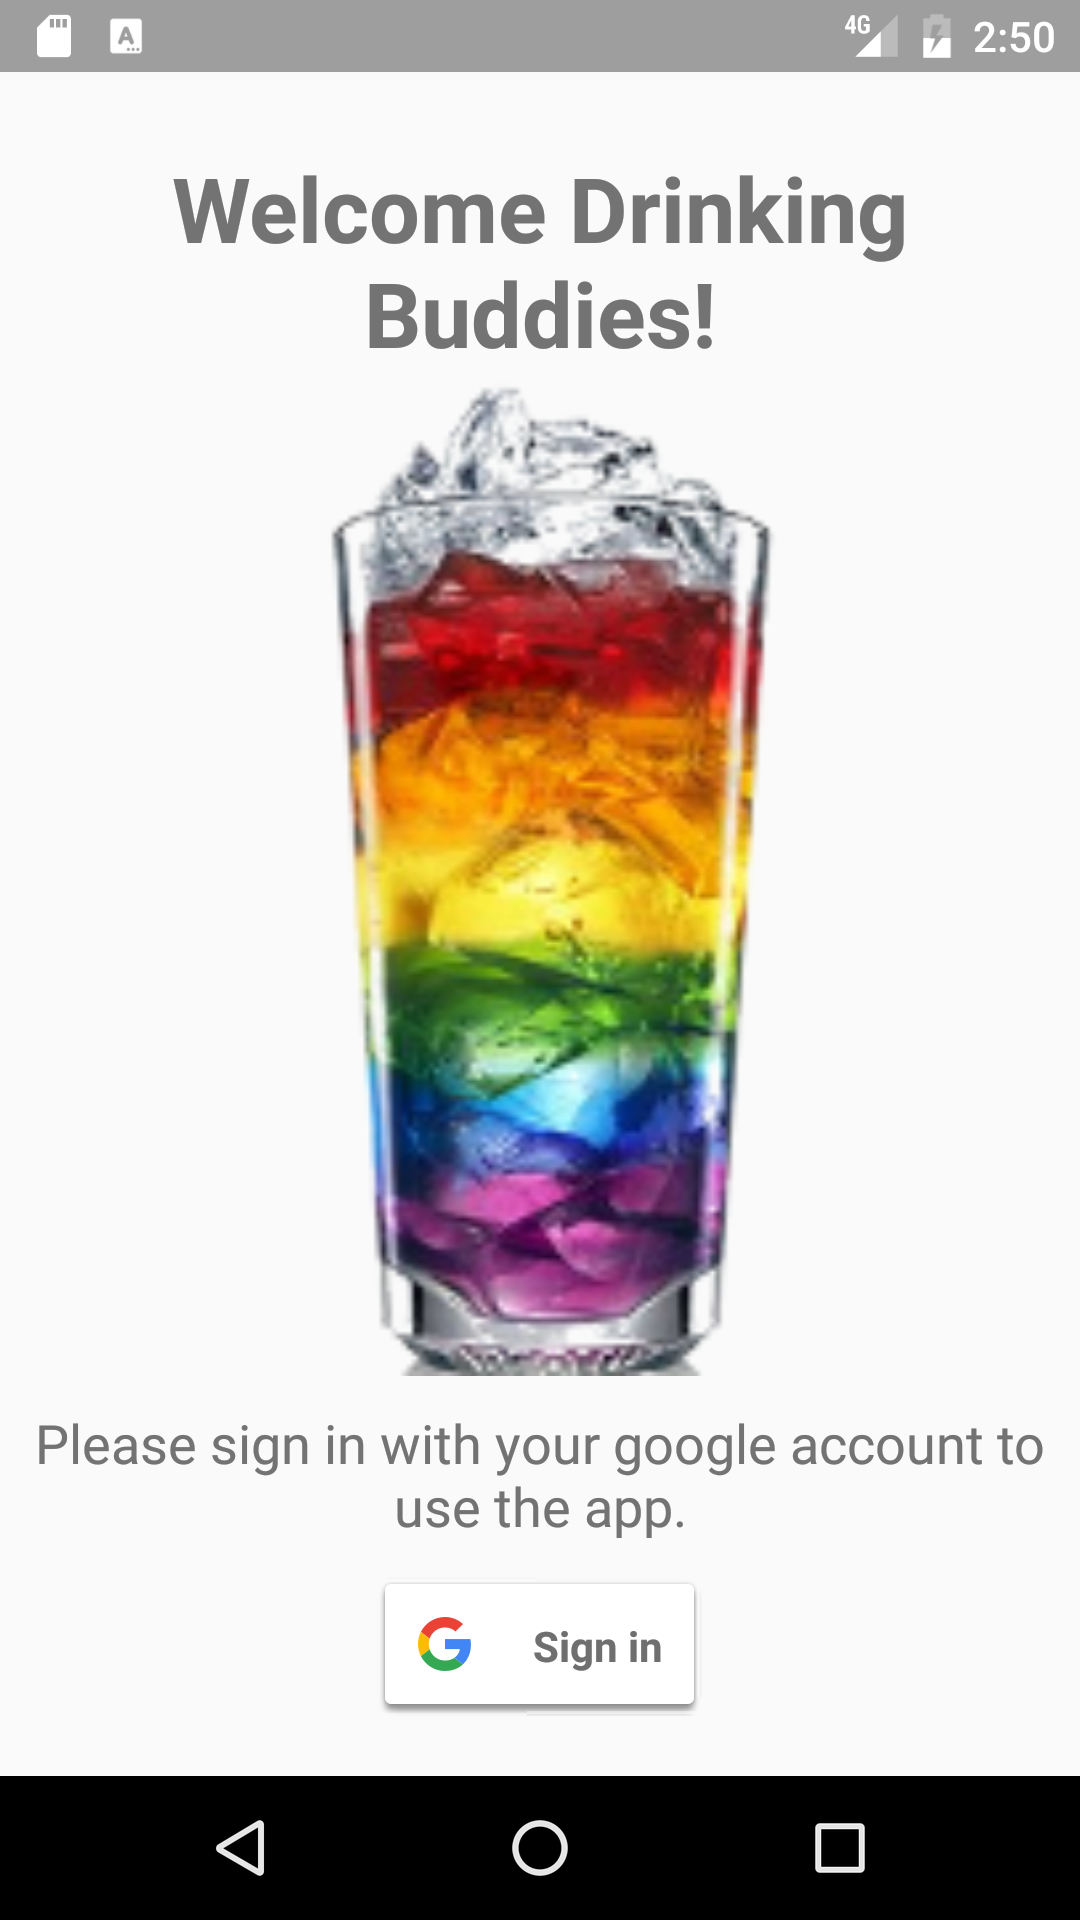 4G 2:50
Welcome Drinking
Buddies!
Please sign in with your google account to
use the app.
Sign in